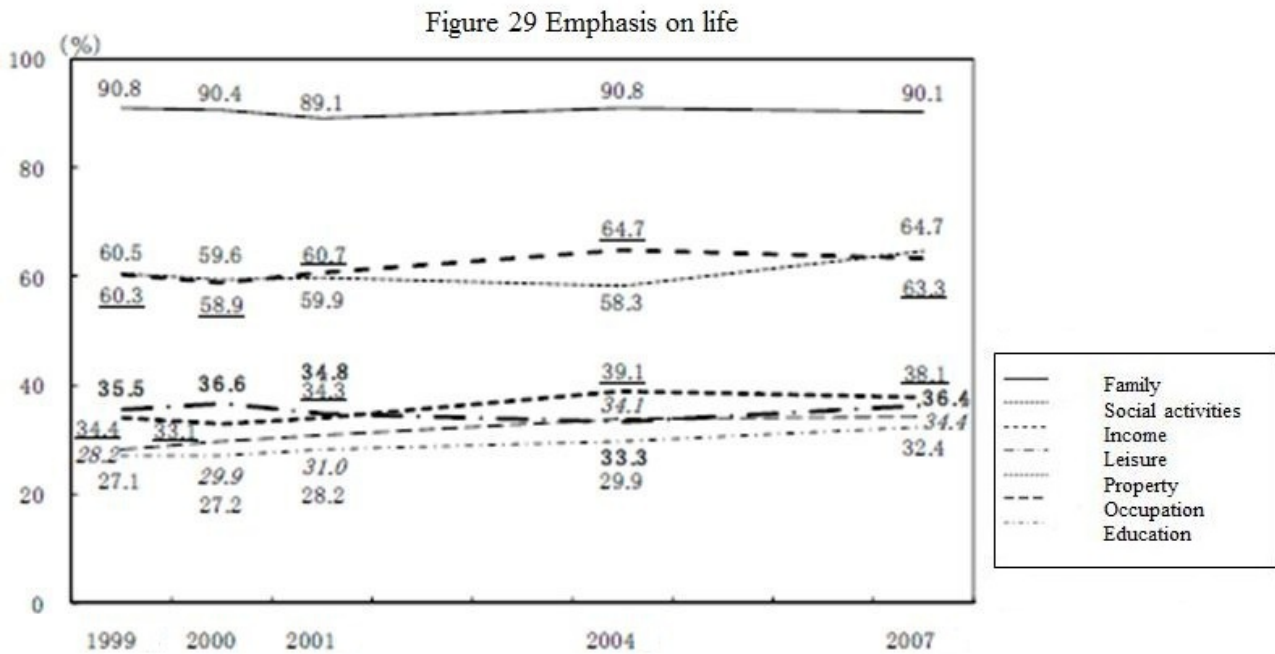 Figure 29 Emphasis on life
(%)
100
90.8 90.4 89.1 90.8 90.1
80
64.7 64.7
60.5 59.6 60.7
60
60.3 58.9 59.9 58.3 63.3
34.8 39.1 38.1
40
35.5 36.6 34.3 34.1 36.4
34.4 33.1 34.4
28.2 29.9 31.0 33.3 32.4
27.1 27.2 28.2 29.9
20
0
1999 2000 2001 2004 2007
Family
Social activities
Income
Leisure
Property
Occupation
Education